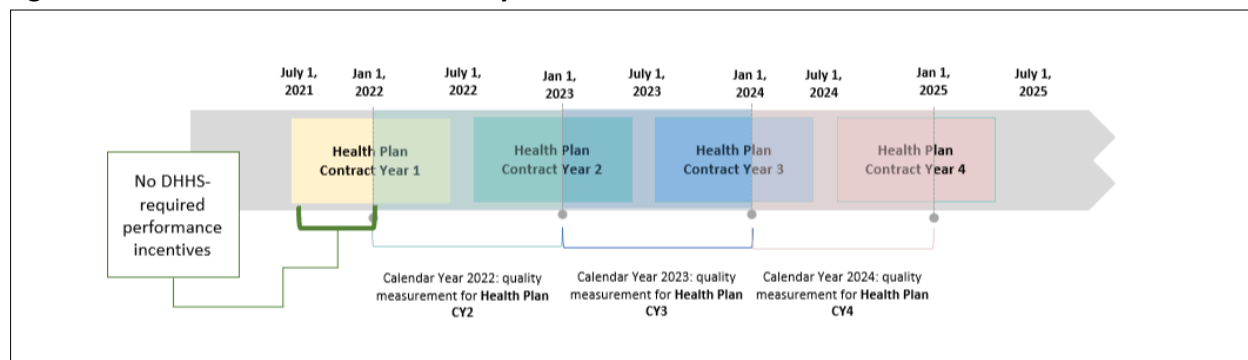 July 1,
2021
Jan 1,
2022
July 1,
2022
Jan 1,
2023
July 1,
2023
Jan 1,
2024
July 1,
2024
Jan 1,
2025
July 1,
2025
Health Plan
Contract Year 1
Health Plan
Contract Year 2
Health Plan
Contract Year 3
Health Plan
Contract Year 4
No DHHS-
required
performance
incentives
Calendar Year 2022: quality
measurement for Health Plan
CY2
Calendar Year 2023: quality
measurement for Health Plan
CY3
Calendar Year 2024: quality
measurement for Health Plan
CY4